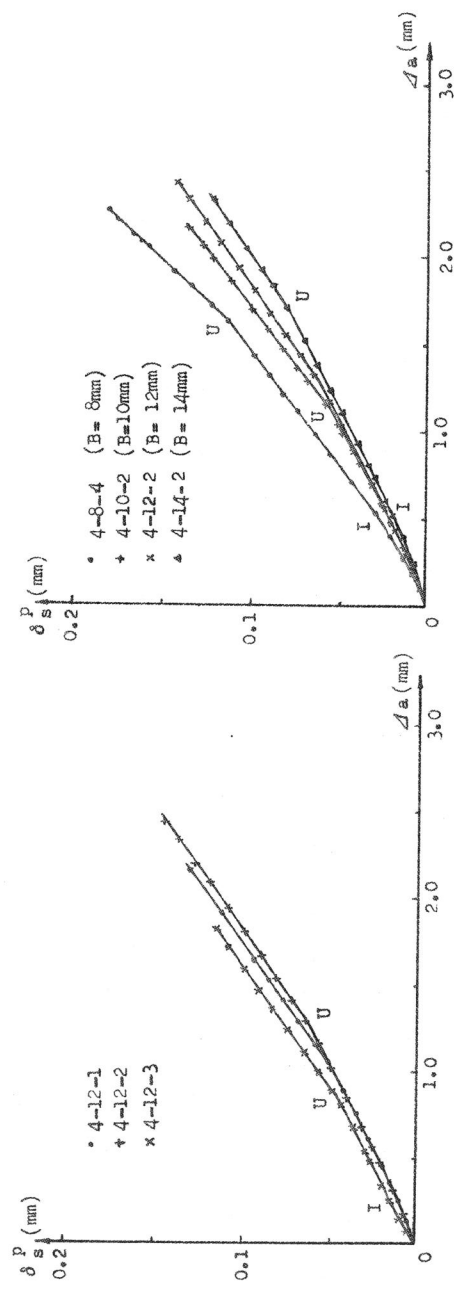 δ_s^p (mm)
0.2
0.1
0
1.0
2.0
3.0
Δa (mm)
• 4-12-1
+ 4-12-2
× 4-12-3
I
U
U
δ_s^p (mm)
0.2
0.1
0
1.0
2.0
3.0
Δa (mm)
• 4-8-4 (B= 8mm)
+ 4-10-2 (B=10mm)
× 4-12-2 (B= 12mm)
▲ 4-14-2 (B= 14mm)
I
I
U
U
U